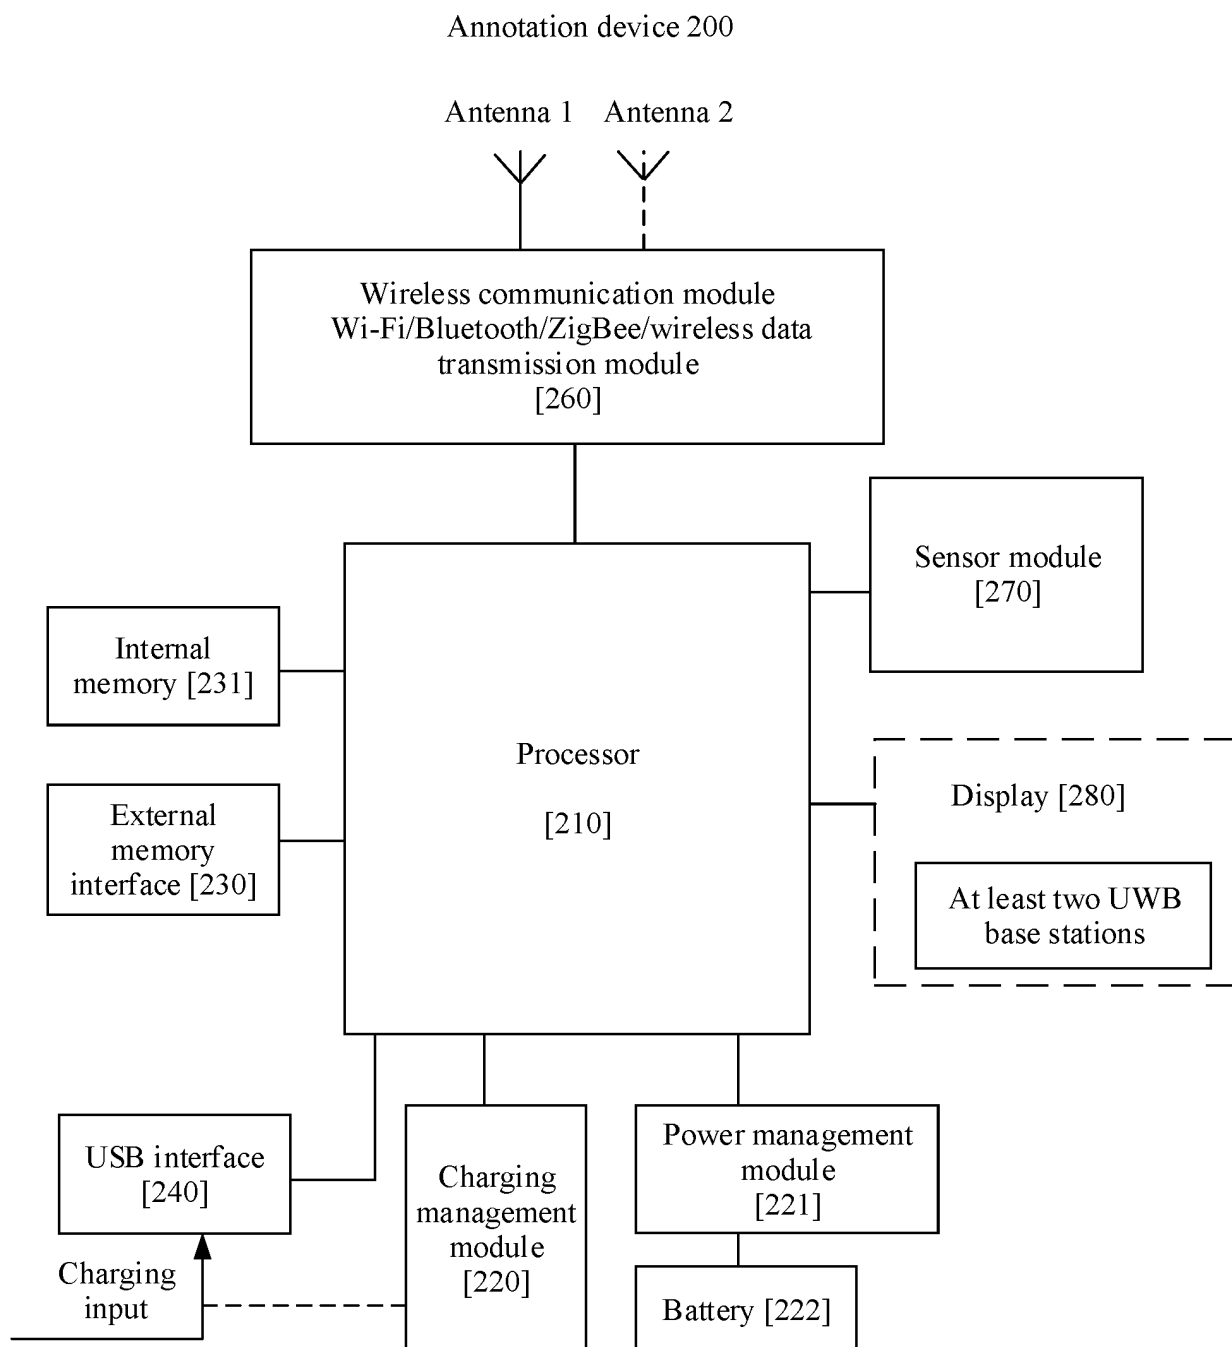 Annotation device 200
Antenna 1
Antenna 2
Wireless communication module
Wi-Fi/Bluetooth/ZigBee/wireless data
transmission module
[260]
Sensor module
[270]
Internal
memory [231]
Processor
[210]
Display [280]
External
memory
interface [230]
At least two UWB
base stations
USB interface
[240]
Charging
management
module
[220]
Power management
module
[221]
Charging
input
Battery [222]